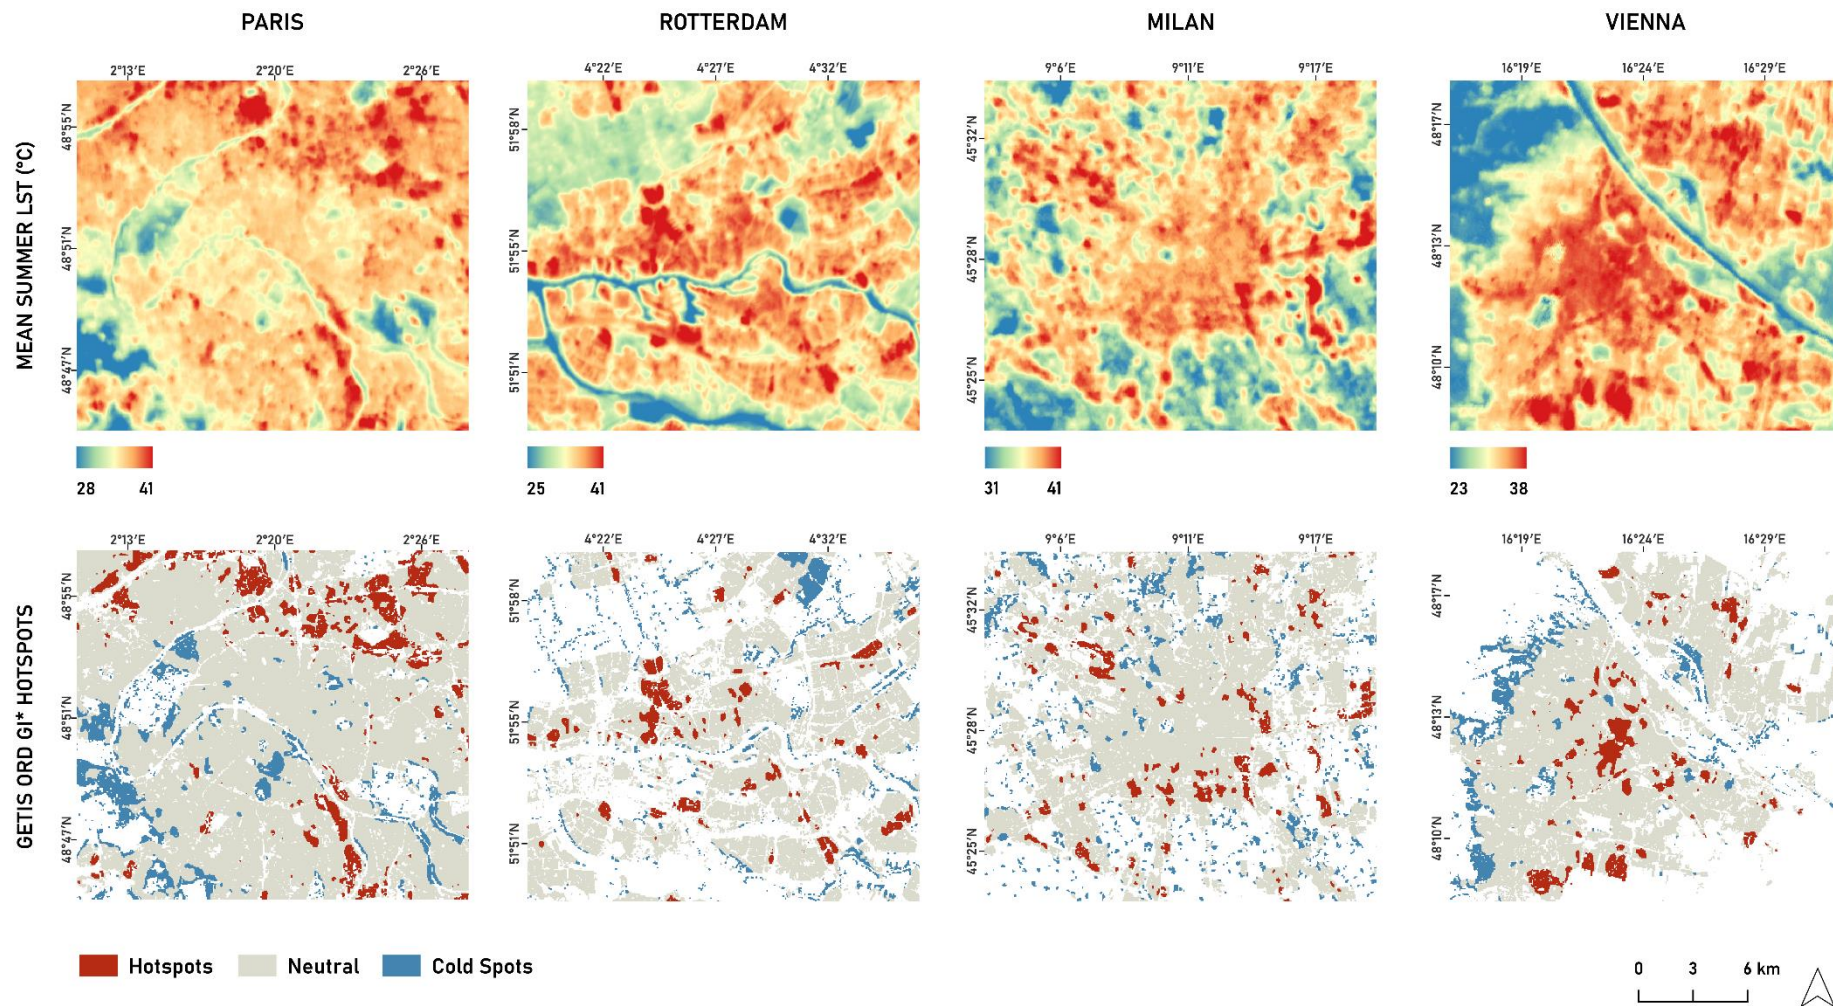 PARIS ROTTERDAM MILAN VIENNA
2°13'E 2°20'E 2°26'E 4°22'E 4°27'E 4°32'E 9°6'E 9°11'E 9°17'E 16°19'E 16°24'E 16°29'E
MEAN SUMMER LST (°C)
48°55'N 48°51'N 48°47'N
51°58'N 51°55'N 51°51'N
45°32'N 45°28'N 45°25'N
48°17'N 48°13'N 48°10'N
28 41 25 41 31 41 23 38
2°13'E 2°20'E 2°26'E 4°22'E 4°27'E 4°32'E 9°6'E 9°11'E 9°17'E 16°19'E 16°24'E 16°29'E
GETIS ORD GI* HOTSPOTS
48°55'N 48°51'N 48°47'N
51°58'N 51°55'N 51°51'N
45°32'N 45°28'N 45°25'N
48°17'N 48°13'N 48°10'N
Hotspots Neutral Cold Spots
0 3 6 km